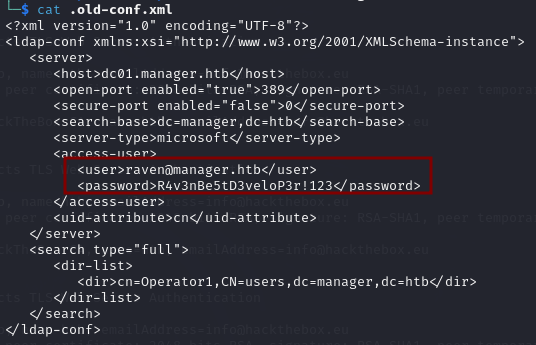 $ cat .old-conf.xml
<?xml version="1.0" encoding="UTF-8"?>
<ldap-conf xmlns:xsi="http://www.w3.org/2001/XMLSchema-instance">
<server>
<host>dc01.manager.htb</host>
<open-port enabled="true">389</open-port>
<secure-port enabled="false">0</secure-port>
<search-base>dc=manager,dc=htb</search-base>
<server-type>microsoft</server-type>
<access-user>
<user>raven@manager.htb</user>
<password>R4v3nBe5tD3veloP3r!123</password>
</access-user>
<uid-attribute>cn</uid-attribute>
</server>
<search type="full">
<dir-list>
<dir>cn=Operator1,CN=users,dc=manager,dc=htb</dir>
</dir-list>
</search>
</ldap-conf>